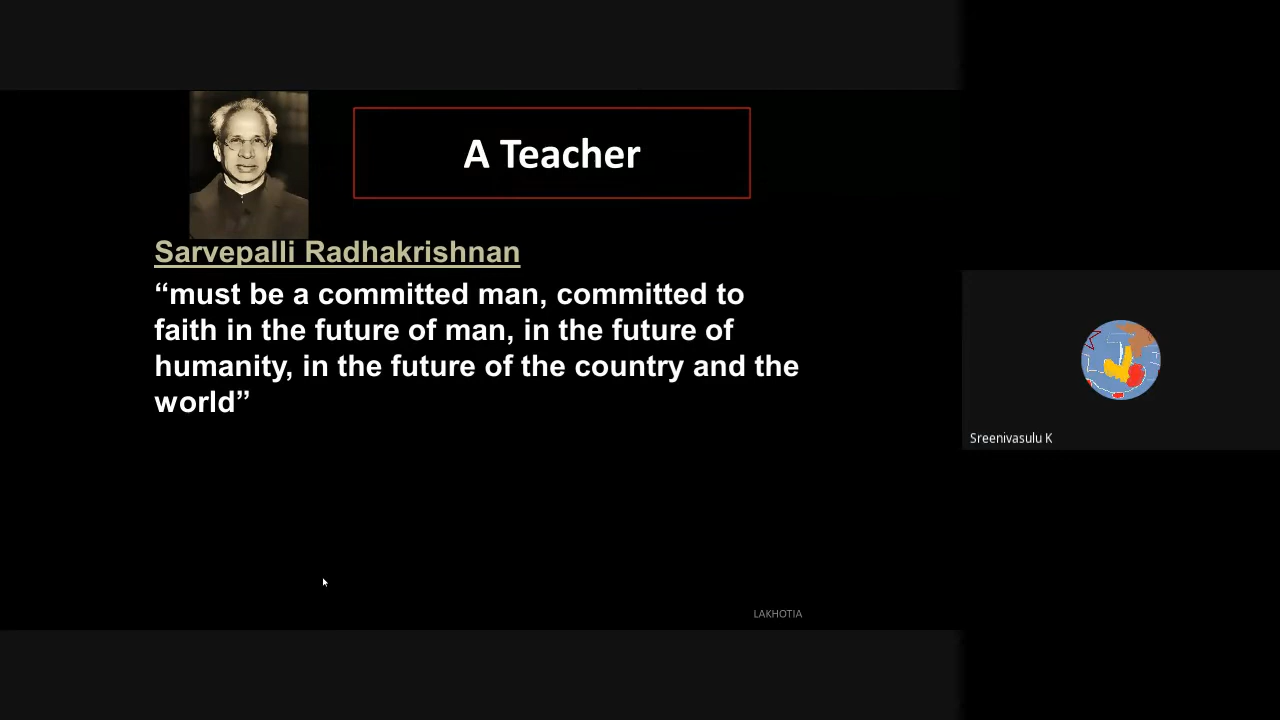 A Teacher
Sarvepalli Radhakrishnan
“must be a committed man, committed to
faith in the future of man, in the future of
humanity, in the future of the country and the
world”
Sreenivasulu K
LAKHOTIA